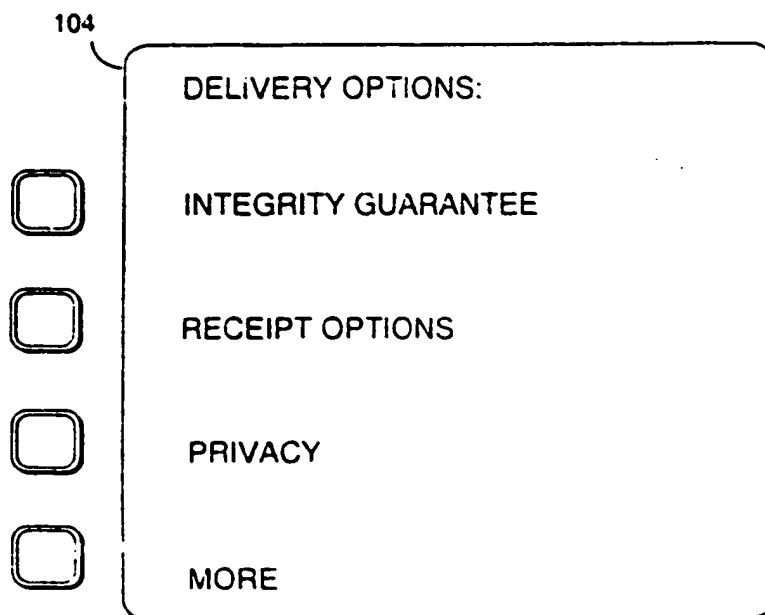 104
DELIVERY OPTIONS:
INTEGRITY GUARANTEE
RECEIPT OPTIONS
PRIVACY
MORE